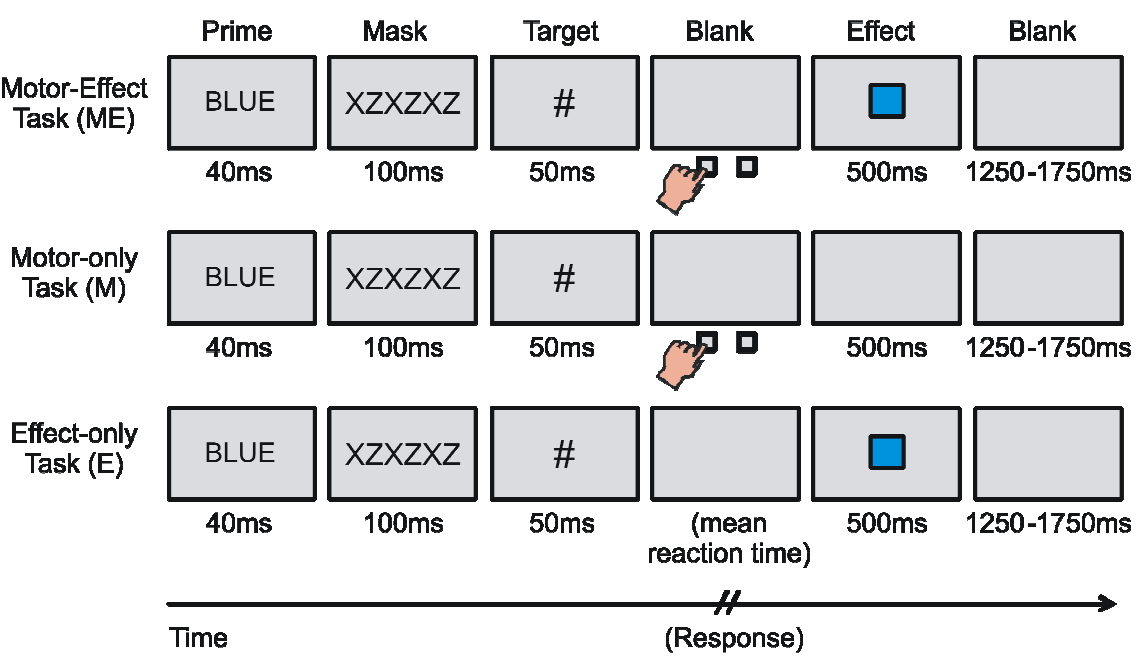 Prime Mask Target Blank Effect Blank
Motor-Effect
Task (ME)
BLUE XZXZXZ #
40ms 100ms 50ms 500ms 1250-1750ms
Motor-only
Task (M)
BLUE XZXZXZ #
40ms 100ms 50ms 500ms 1250-1750ms
Effect-only
Task (E)
BLUE XZXZXZ #
40ms 100ms 50ms (mean 500ms 1250-1750ms
reaction time)
Time (Response)